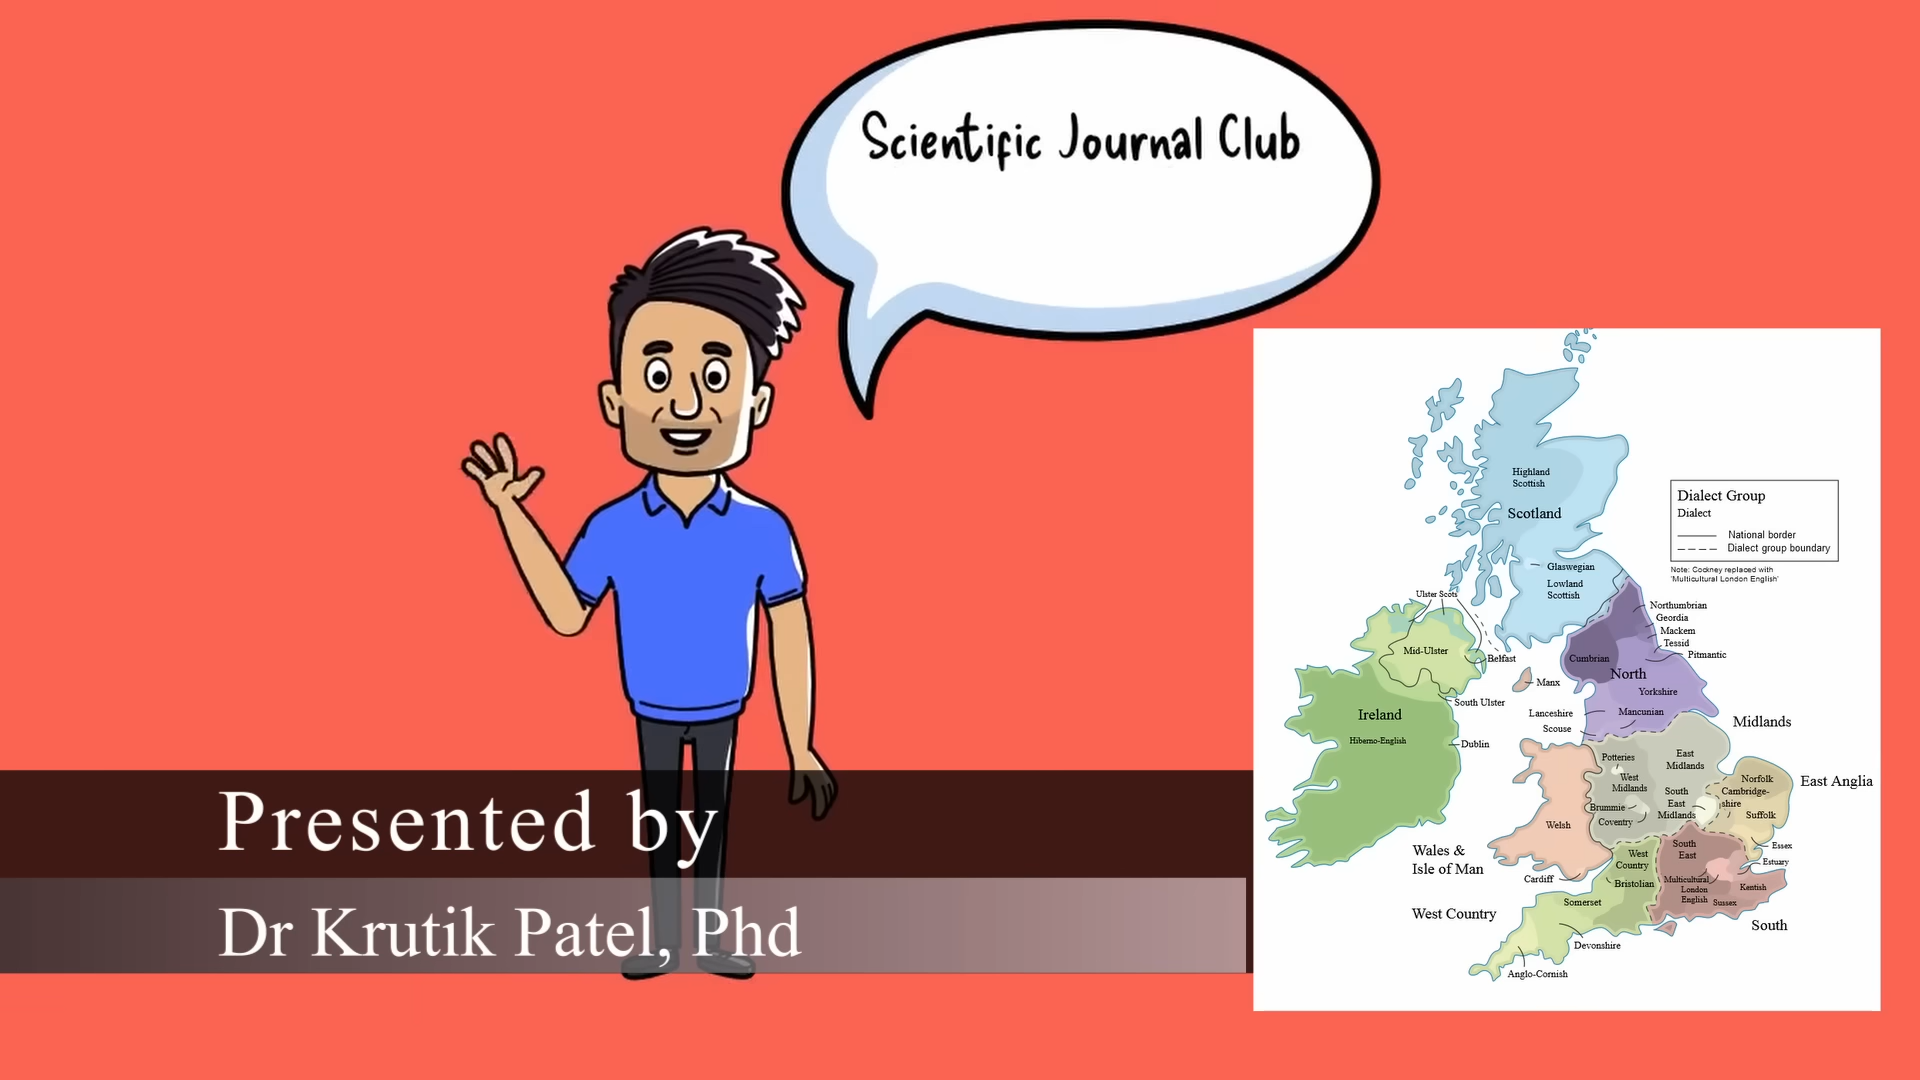 Scientific Journal Club
Presented by
Dr Krutik Patel, Phd
Highland
Scottish
Scotland
Glaswegian
Lowland
Scottish
Dialect Group
Dialect
National border
Dialect group boundary
Note: Cockney replaced with
'Multicultural London English'
Ulster Scots
Mid-Ulster
Belfast
South Ulster
Ireland
Hiberno-English
Dublin
Manx
Northumbrian
Geordia
Mackem
Tessid
Pitmantic
Cumbrian
North
Yorkshire
Lanceshire
Mancunian
Scouse
Midlands
Potteries
East
Midlands
West
Midlands
South
East
Midlands
Brummie
Coventry
Norfolk
Cambridge-
shire
Suffolk
East Anglia
Welsh
Wales &
Isle of Man
Cardiff
West
Country
Bristolian
South
East
Essex
Estuary
Multicultural
London
English
Kentish
Sussex
West Country
Somerset
South
Devonshire
Anglo-Cornish